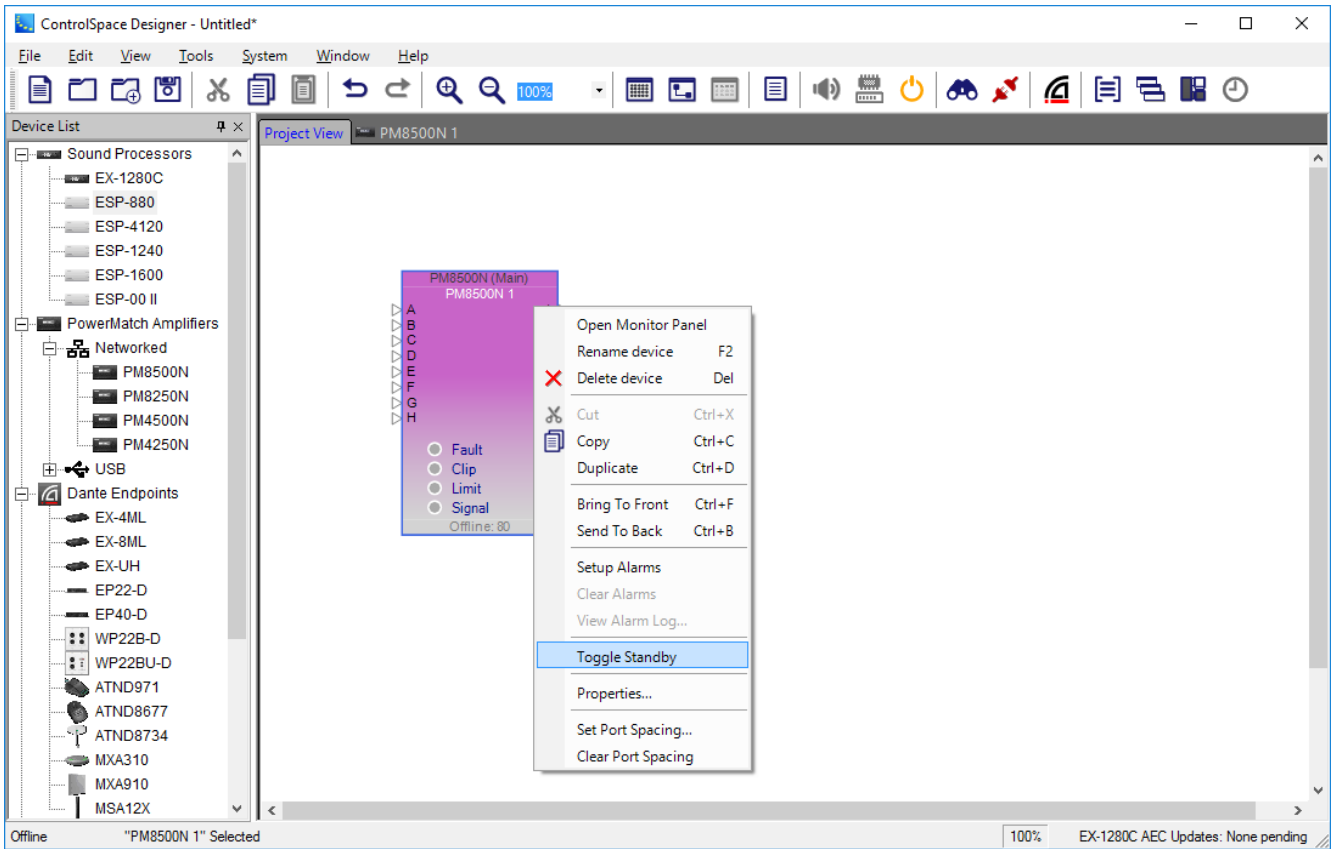 ControlSpace Designer - Untitled*
File Edit View Tools System Window Help
100%
Device List
Project View PM8500N 1
Sound Processors
EX-1280C
ESP-880
ESP-4120
ESP-1240
ESP-1600
ESP-00 II
PowerMatch Amplifiers
Networked
PM8500N
PM8250N
PM4500N
PM4250N
USB
Dante Endpoints
EX-4ML
EX-8ML
EX-UH
EP22-D
EP40-D
WP22B-D
WP22BU-D
ATND971
ATND8677
ATND8734
MXA310
MXA910
MSA12X
PM8500N (Main)
PM8500N 1
A
B
C
D
E
F
G
H
Fault
Clip
Limit
Signal
Offline: 80
Open Monitor Panel
Rename device F2
Delete device Del
Cut Ctrl+X
Copy Ctrl+C
Duplicate Ctrl+D
Bring To Front Ctrl+F
Send To Back Ctrl+B
Setup Alarms
Clear Alarms
View Alarm Log...
Toggle Standby
Properties...
Set Port Spacing...
Clear Port Spacing
Offline "PM8500N 1" Selected 100% EX-1280C AEC Updates: None pending